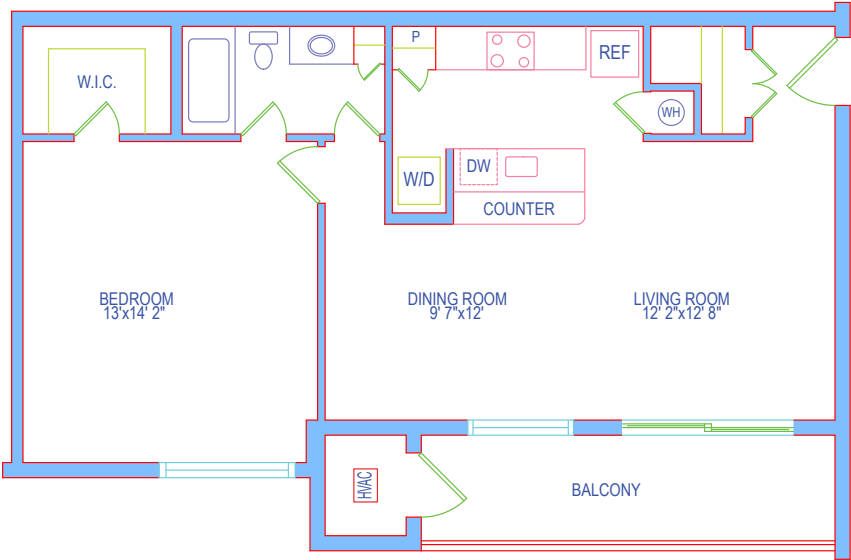 P
REF
W.I.C.
WH
W/D
DW
COUNTER
BEDROOM
13'x14' 2"
DINING ROOM
9' 7"x12'
LIVING ROOM
12' 2"x12' 8"
HVAC
BALCONY